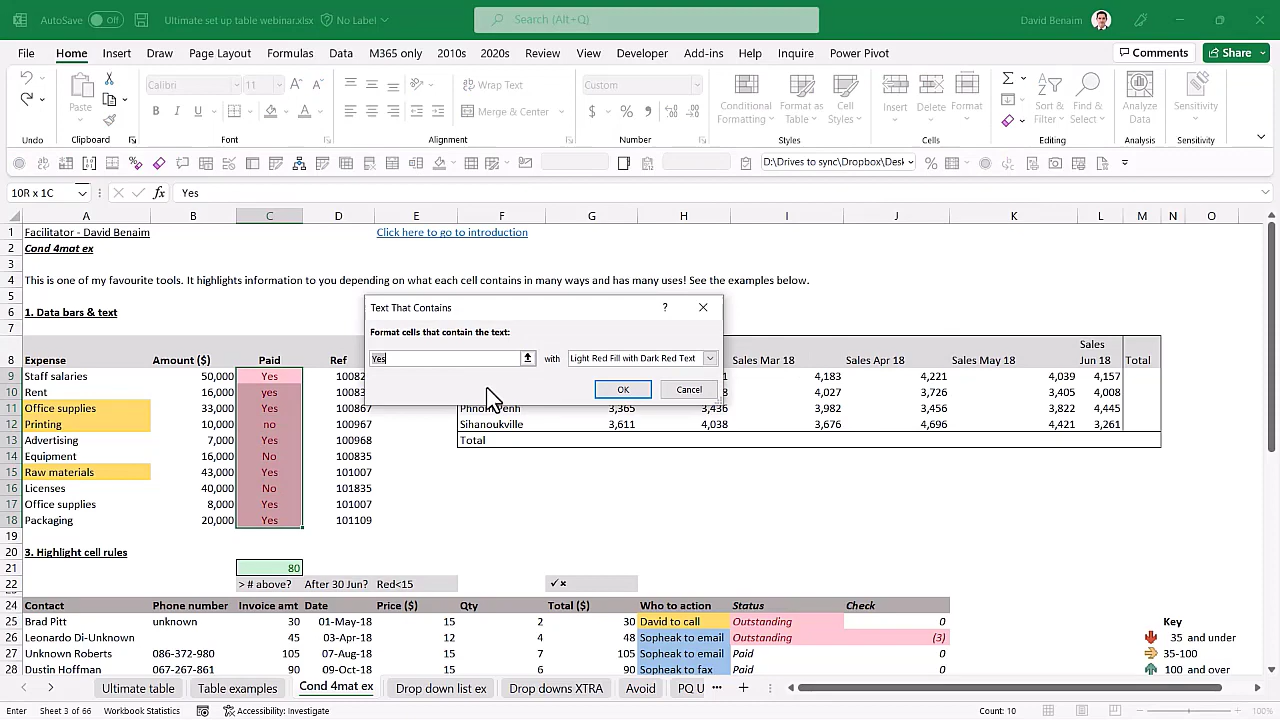 AutoSave Off Ultimate set up table webinar.xlsx No Label Search (Alt+Q) David Benaim
File Home Insert Draw Page Layout Formulas Data M365 only 2010s 2020s Review View Developer Add-ins Help Inquire Power Pivot Comments Share
Paste Calibri 11 Wrap Text Custom Conditional Formatting Format as Table Cell Styles Insert Delete Format Sort & Filter Find & Select Analyze Data Sensitivity
B I U Merge & Center $ %
Undo Clipboard Font Alignment Number Styles Cells Editing Analysis Sensitivity
D:\Drives to sync\Dropbox\Desk
10R x 1C fx Yes
A B C D E F G H I J K L M N O
1 Facilitator - David Benaim Click here to go to introduction
2 Cond 4mat ex
3
4 This is one of my favourite tools. It highlights information to you depending on what each cell contains in many ways and has many uses! See the examples below.
5
6 1. Data bars & text
7
Text That Contains ?
Format cells that contain the text:
Yes with Light Red Fill with Dark Red Text
OK Cancel
8 Expense Amount ($) Paid Ref Sales Mar 18 Sales Apr 18 Sales May 18 Sales Jun 18 Total
9 Staff salaries 50,000 Yes 4,183 4,221 4,039 4,157
10 Rent 16,000 yes 4,027 3,726 3,405 4,008
11 Office supplies 33,000 Yes 100867 3,365 3,436 3,982 3,456 3,822 4,445
12 Printing 10,000 no 100967 Sihanoukville 3,611 4,038 3,676 4,696 4,421 3,261
13 Advertising 7,000 Yes 100968 Total
14 Equipment 16,000 No 100835
15 Raw materials 43,000 Yes 101007
16 Licenses 40,000 No 101835
17 Office supplies 8,000 Yes 101007
18 Packaging 20,000 Yes 101109
19
20 3. Highlight cell rules
21 80
22 > # above? After 30 Jun? Red<15 ✓×
24 Contact Phone number Invoice amt Date Price ($) Qty Total ($) Who to action Status Check
25 Brad Pitt unknown 30 01-May-18 15 2 30 David to call Outstanding 0 Key
26 Leonardo Di-Unknown 45 03-Apr-18 12 4 48 Sopheak to email Outstanding (3) 35 and under
27 Unknown Roberts 086-372-980 105 07-Aug-18 15 7 105 Sopheak to email Paid 0 35-100
28 Dustin Hoffman 067-267-861 90 09-Oct-18 15 6 90 Sopheak to fax Paid 0 100 and over
Ultimate table Table examples Cond 4mat ex Drop down list ex Drop downs XTRA Avoid PQ U
Enter Sheet 3 of 66 Workbook Statistics Accessibility: Investigate Count: 10 100%